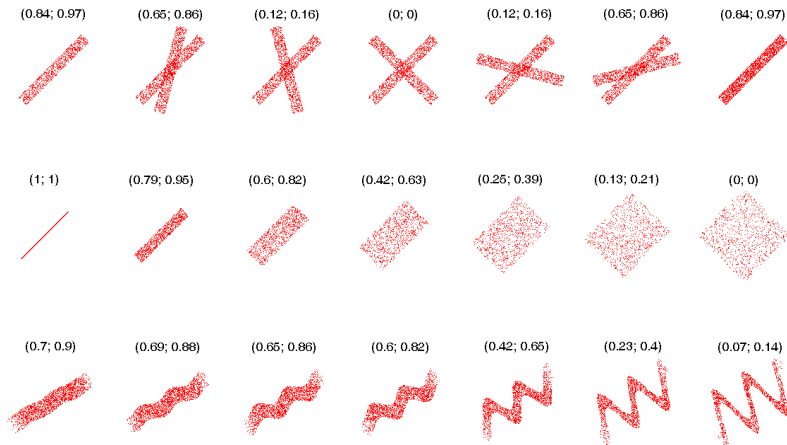 (0.84; 0.97) (0.65; 0.86) (0.12; 0.16) (0; 0) (0.12; 0.16) (0.65; 0.86) (0.84; 0.97)
(1; 1) (0.79; 0.95) (0.6; 0.82) (0.42; 0.63) (0.25; 0.39) (0.13; 0.21) (0; 0)
(0.7; 0.9) (0.69; 0.88) (0.65; 0.86) (0.6; 0.82) (0.42; 0.65) (0.23; 0.4) (0.07; 0.14)